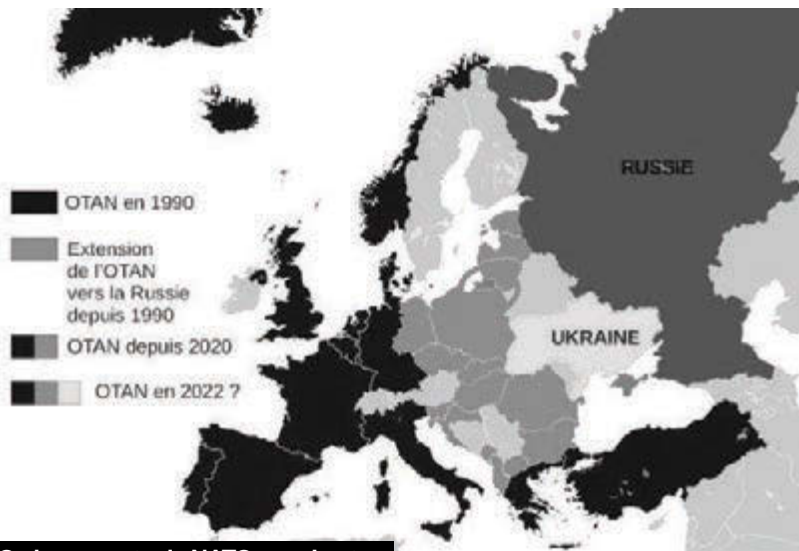 RUSSIE
OTAN en 1990
Extension
de l'OTAN
vers la Russie
depuis 1990
UKRAINE
OTAN depuis 2020
OTAN en 2022 ?